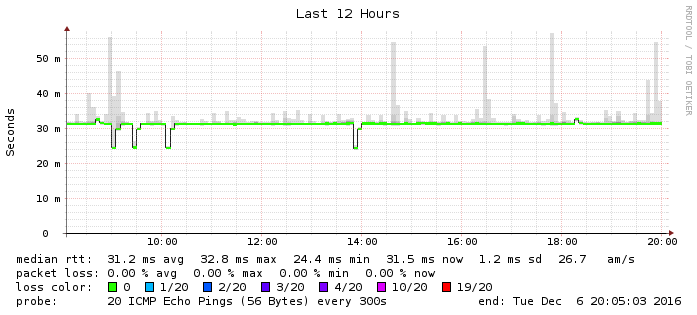 Last 12 Hours
RRDTOOL / TOBI OETIKER
Seconds
50 m
40 m
30 m
20 m
10 m
0
10:00 12:00 14:00 16:00 18:00 20:00
median rtt: 31.2 ms avg 32.8 ms max 24.4 ms min 31.5 ms now 1.2 ms sd 26.7 am/s
packet loss: 0.00 % avg 0.00 % max 0.00 % min 0.00 % now
loss color: 0 1/20 2/20 3/20 4/20 10/20 19/20
probe: 20 ICMP Echo Pings (56 Bytes) every 300s end: Tue Dec 6 20:05:03 2016